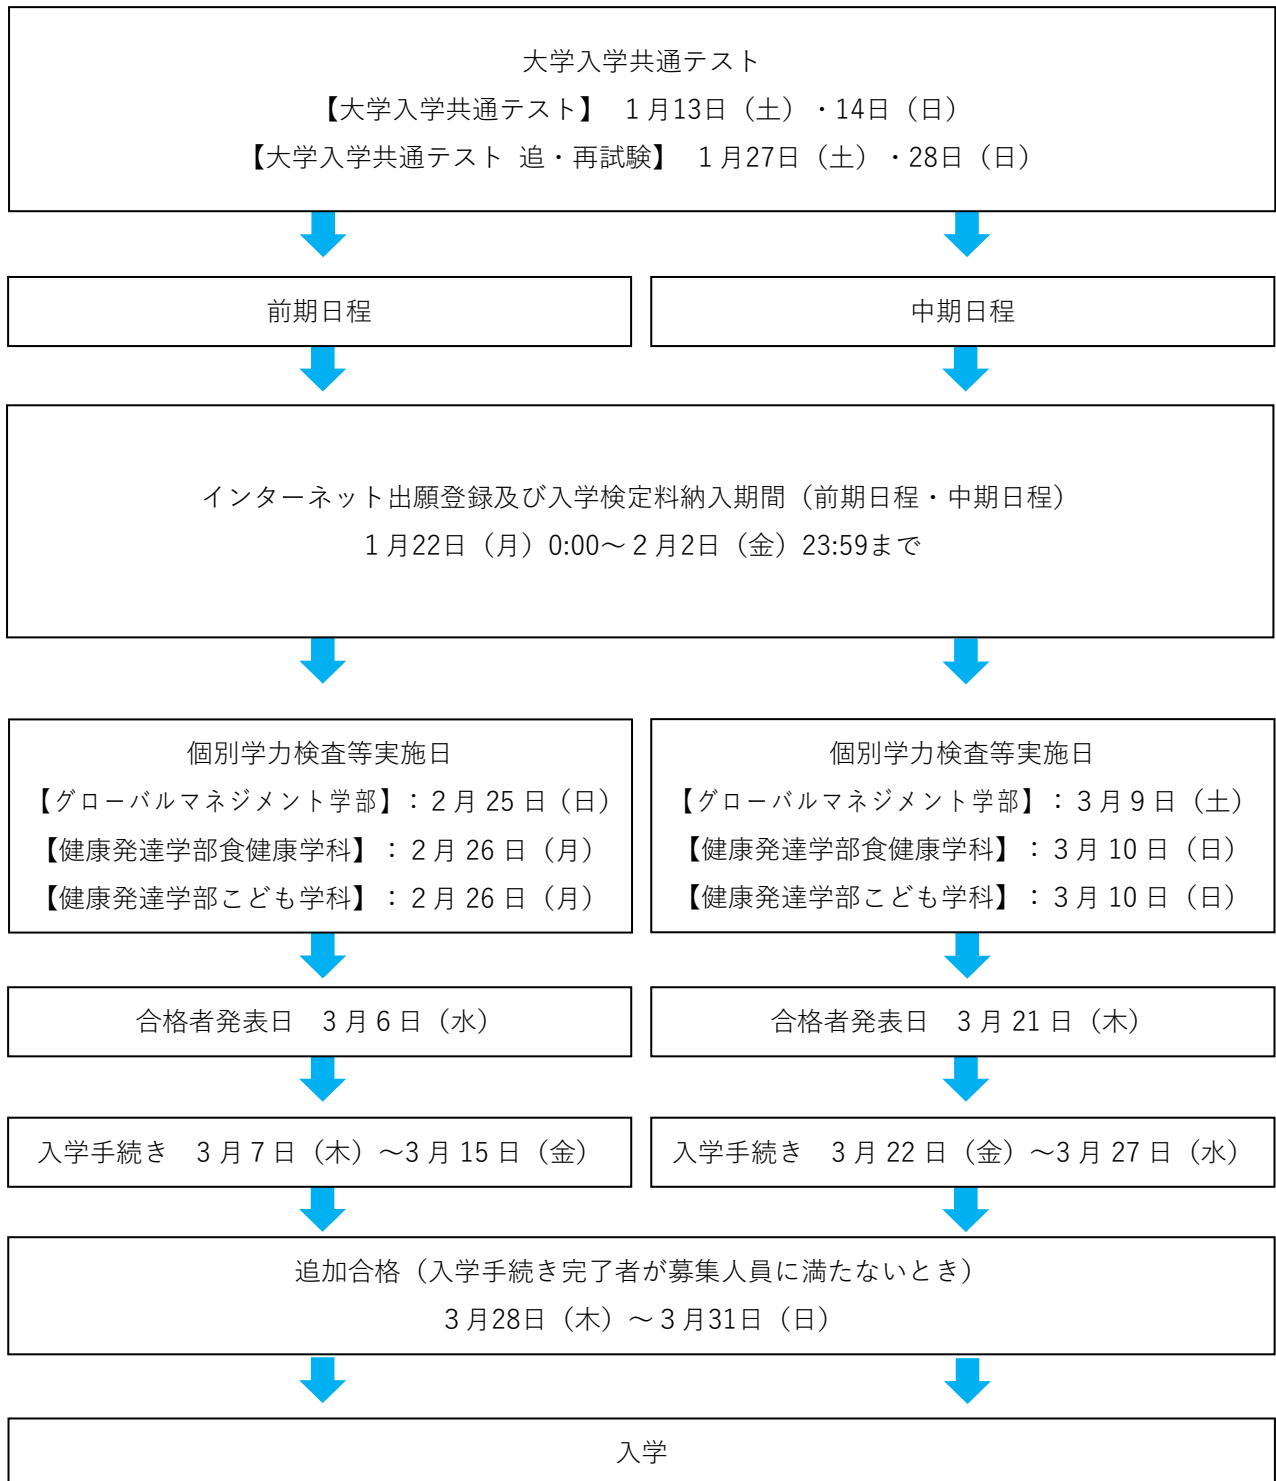 大学入学共通テスト
【大学入学共通テスト】 1月13日（土）・14日（日）
【大学入学共通テスト 追・再試験】 1月27日（土）・28日（日）
前期日程
中期日程
インターネット出願登録及び入学検定料納入期間（前期日程・中期日程）
1月22日（月）0:00～2月2日（金）23:59まで
個別学力検査等実施日
【グローバルマネジメント学部】：2月25日（日）
【健康発達学部食健康学科】：2月26日（月）
【健康発達学部こども学科】：2月26日（月）
個別学力検査等実施日
【グローバルマネジメント学部】：3月9日（土）
【健康発達学部食健康学科】：3月10日（日）
【健康発達学部こども学科】：3月10日（日）
合格者発表日　3月6日（水）
合格者発表日　3月21日（木）
入学手続き　3月7日（木）～3月15日（金）
入学手続き　3月22日（金）～3月27日（水）
追加合格（入学手続き完了者が募集人員に満たないとき）
3月28日（木）～3月31日（日）
入学